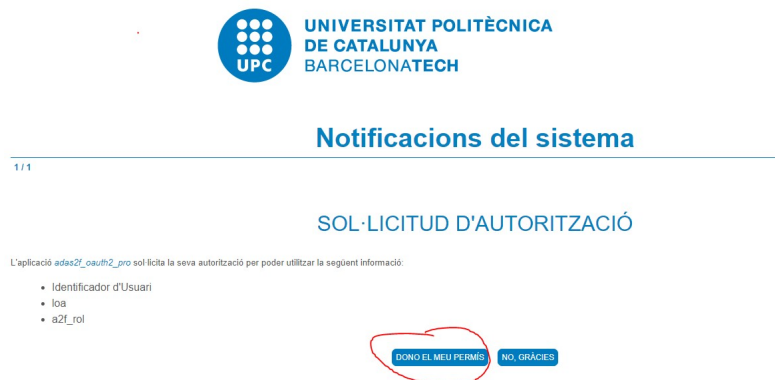 UPC
UNIVERSITAT POLITÈCNICA
DE CATALUNYA
BARCELONATECH
Notificacions del sistema
1 / 1
SOL·LICITUD D'AUTORITZACIÓ
L'aplicació adas2f_oauth2_pro sol·licita la seva autorització per poder utilitzar la següent informació:
• Identificador d'Usuari
• loa
• a2f_rol
DONO EL MEU PERMÍS NO, GRÀCIES